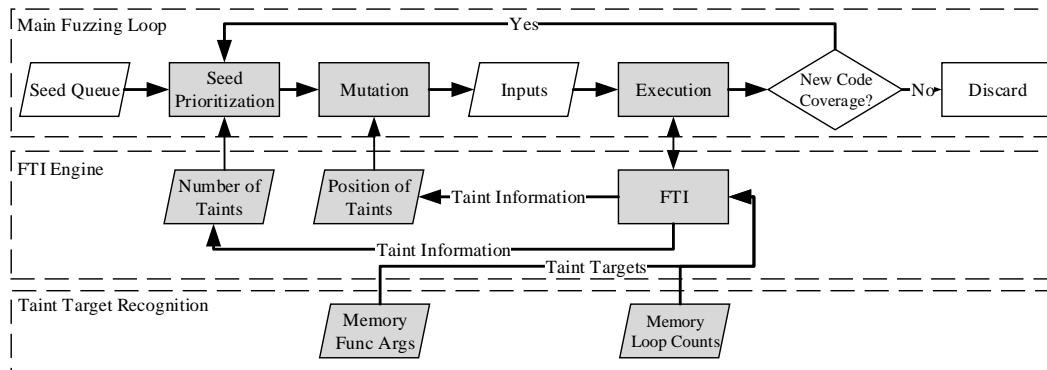 Main Fuzzing Loop
Yes
Seed Queue
Seed
Prioritization
Mutation
Inputs
Execution
New Code
Coverage?
No
Discard
FTI Engine
Number of
Taints
Position of
Taints
Taint Information
FTI
Taint Information
Taint Targets
Taint Target Recognition
Memory
Func Args
Memory
Loop Counts